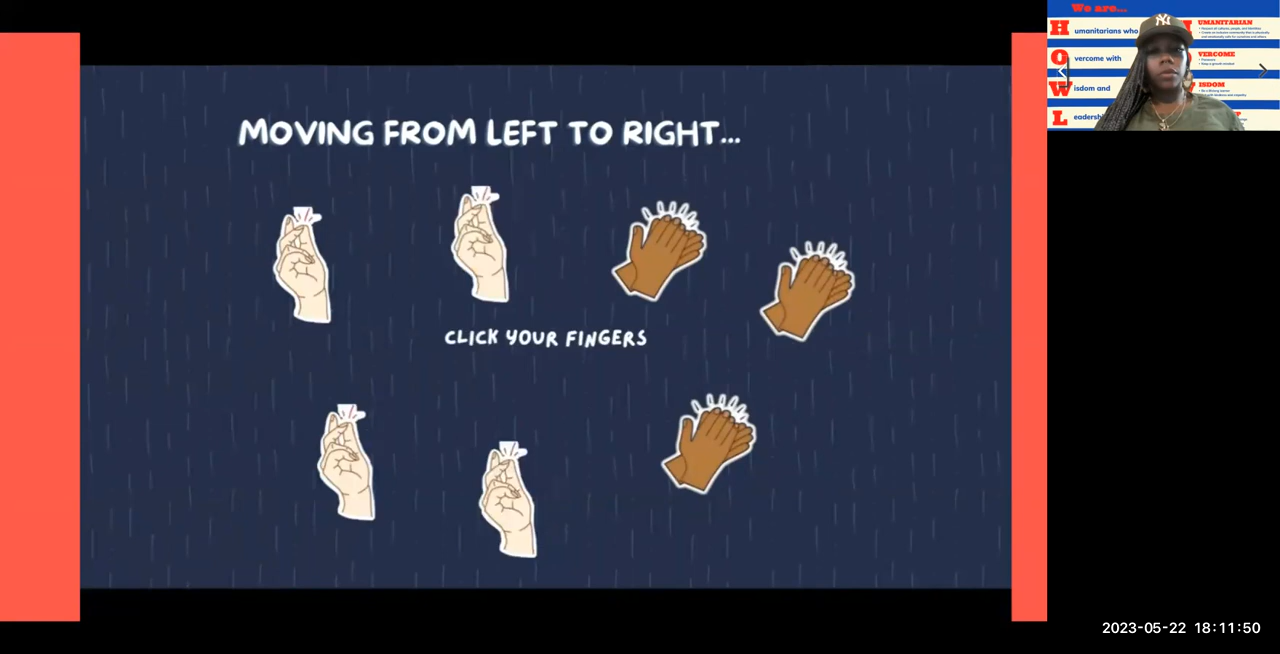 MOVING FROM LEFT TO RIGHT...
CLICK YOUR FINGERS
We are...
H umanitarians who
O vercome with
W isdom and
L
UMANITARIAN
VERCOME
ISDOM
NY
2023-05-22 18:11:50